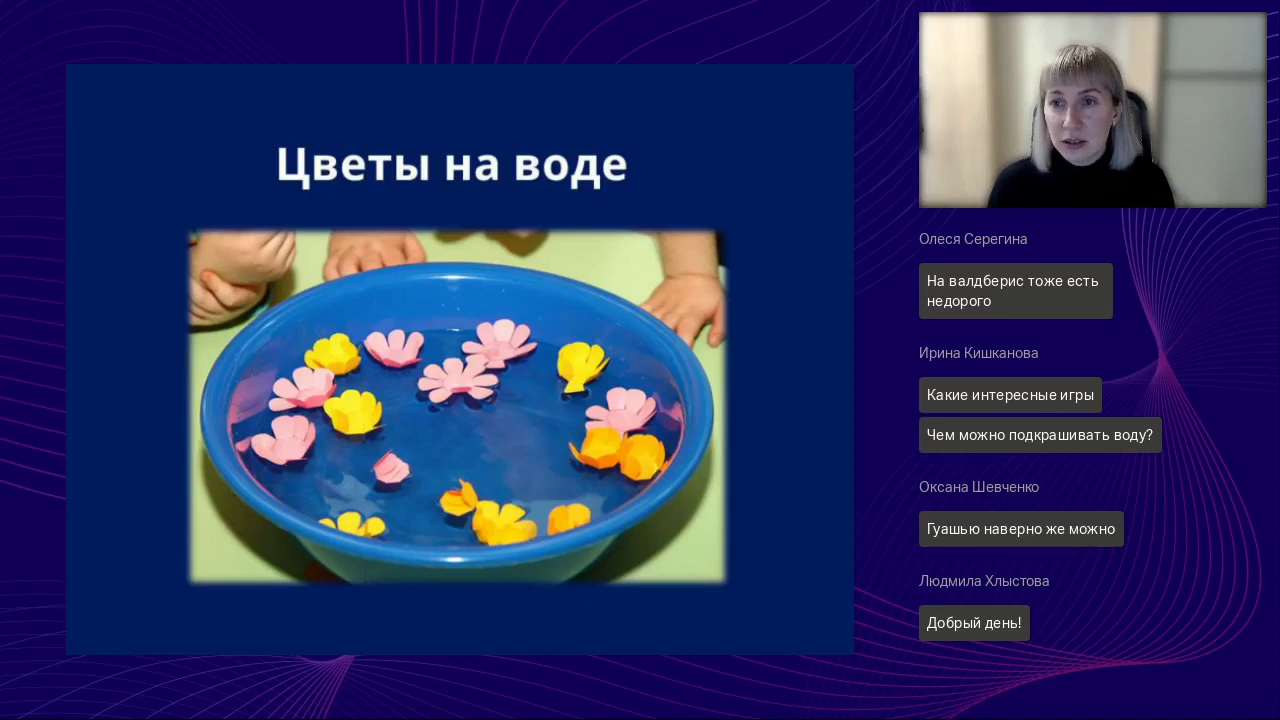 Цветы на воде
Олеся Серегина
На валдберис тоже есть
недорого
Ирина Кишканова
Какие интересные игры
Чем можно подкрашивать воду?
Оксана Шевченко
Гуашью наверно же можно
Людмила Хлыстова
Добрый день!